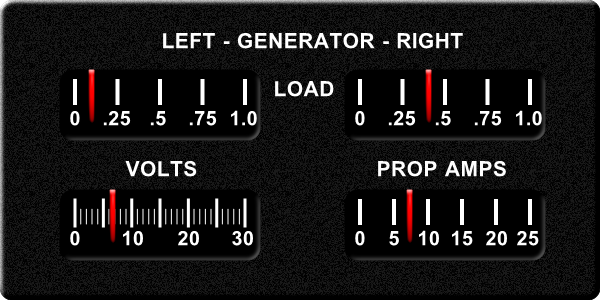 LEFT - GENERATOR - RIGHT
LOAD
0 .25 .5 .75 1.0
0 .25 .5 .75 1.0
VOLTS
0 10 20 30
PROP AMPS
0 5 10 15 20 25